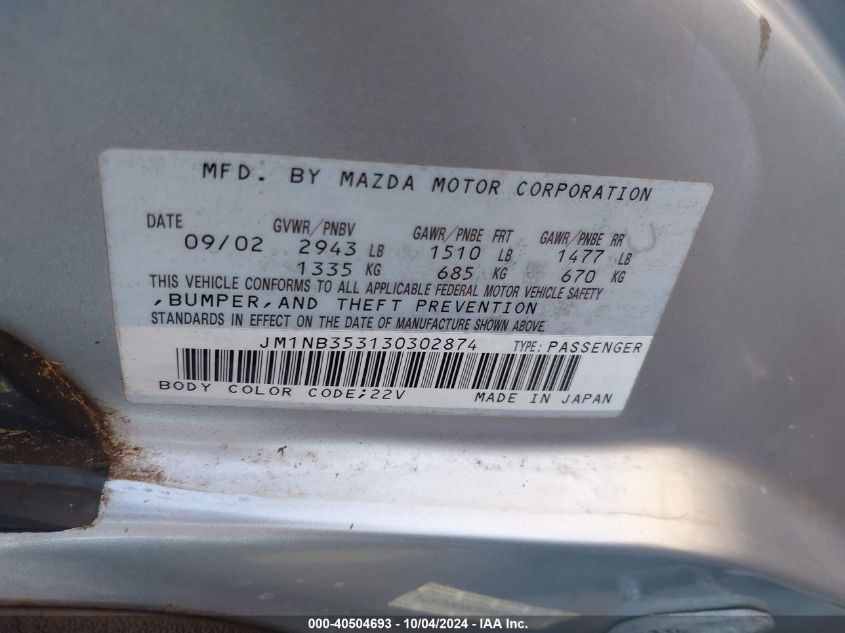 MFD. BY MAZDA MOTOR CORPORATION
DATE GVWR/PNBV GAWR/PNBE FRT GAWR/PNBE RR
09/02 2943 LB 1510 LB 1477 LB
1335 KG 685 KG 670 KG
THIS VEHICLE CONFORMS TO ALL APPLICABLE FEDERAL MOTOR VEHICLE SAFETY
,BUMPER,AND THEFT PREVENTION
STANDARDS IN EFFECT ON THE DATE OF MANUFACTURE SHOWN ABOVE.
JM1NB353130302874 TYPE: PASSENGER
BODY COLOR CODE;22V MADE IN JAPAN
000-40504693 - 10/04/2024 - IAA Inc.